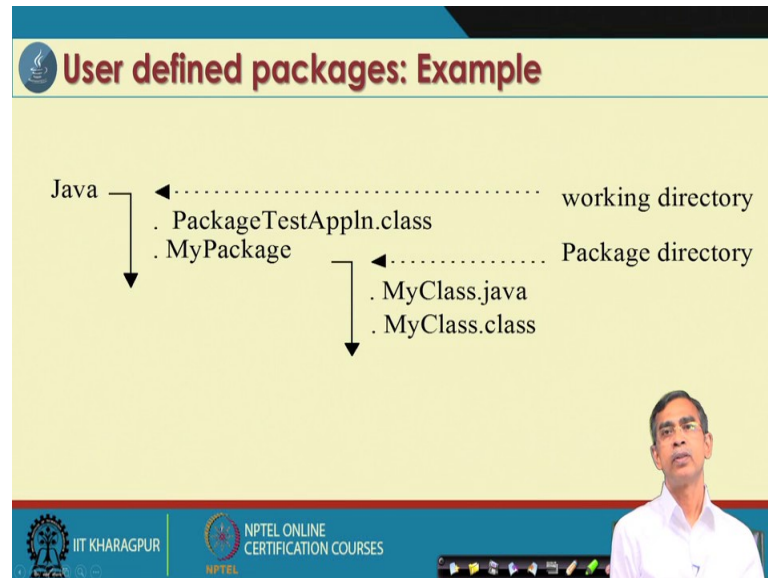 User defined packages: Example
Java
working directory
. PackageTestAppln.class
. MyPackage
Package directory
. MyClass.java
. MyClass.class
IIT KHARAGPUR
NPTEL
NPTEL ONLINE
CERTIFICATION COURSES